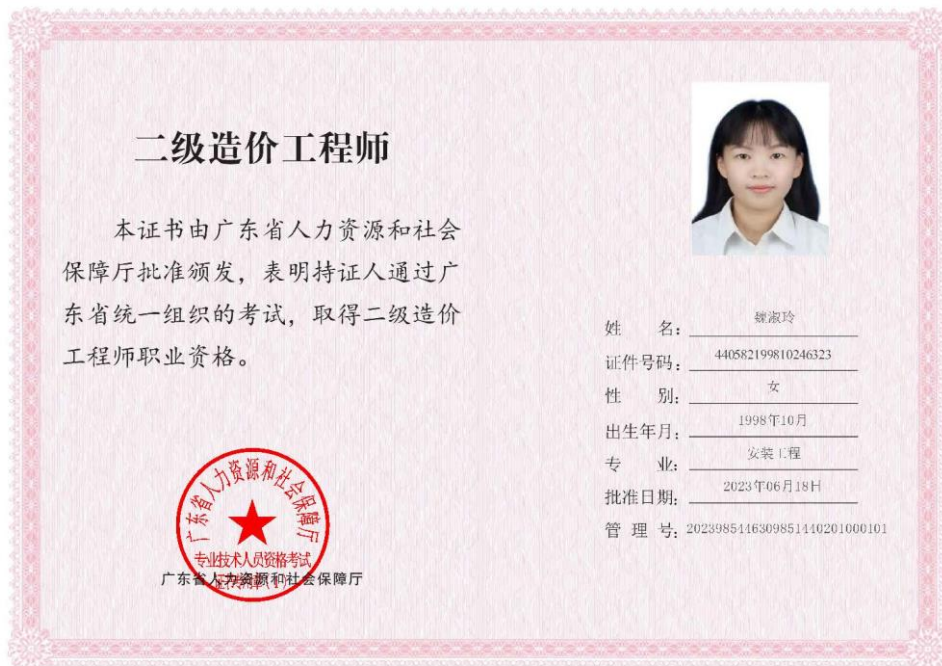 二级造价工程师
本证书由广东省人力资源和社会
保障厅批准颁发，表明持证人通过广
东省统一组织的考试，取得二级造价
工程师职业资格。
广东省人力资源和社会保障厅
专业技术人员资格考试
广东省人力资源和社会保障厅
姓 名：魏淑玲
证件号码：440582199810246323
性 别：女
出生年月：1998年10月
专 业：安装工程
批准日期：2023年06月18日
管 理 号：20239854463098514402010001​01